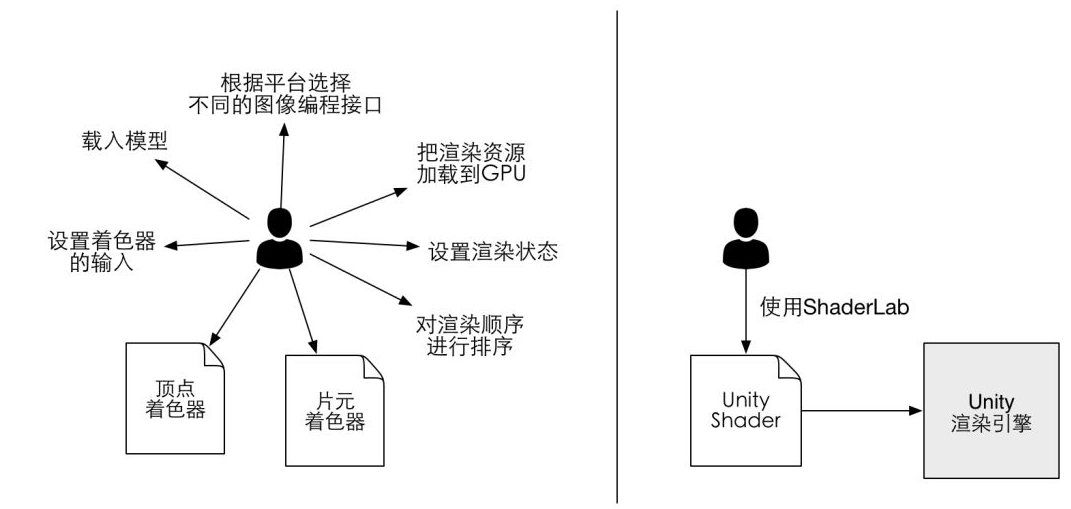 根据平台选择
不同的图像编程接口
载入模型
把渲染资源
加载到GPU
设置着色器
的输入
设置渲染状态
对渲染顺序
进行排序
顶点
着色器
片元
着色器
使用ShaderLab
Unity
Shader
Unity
渲染引擎